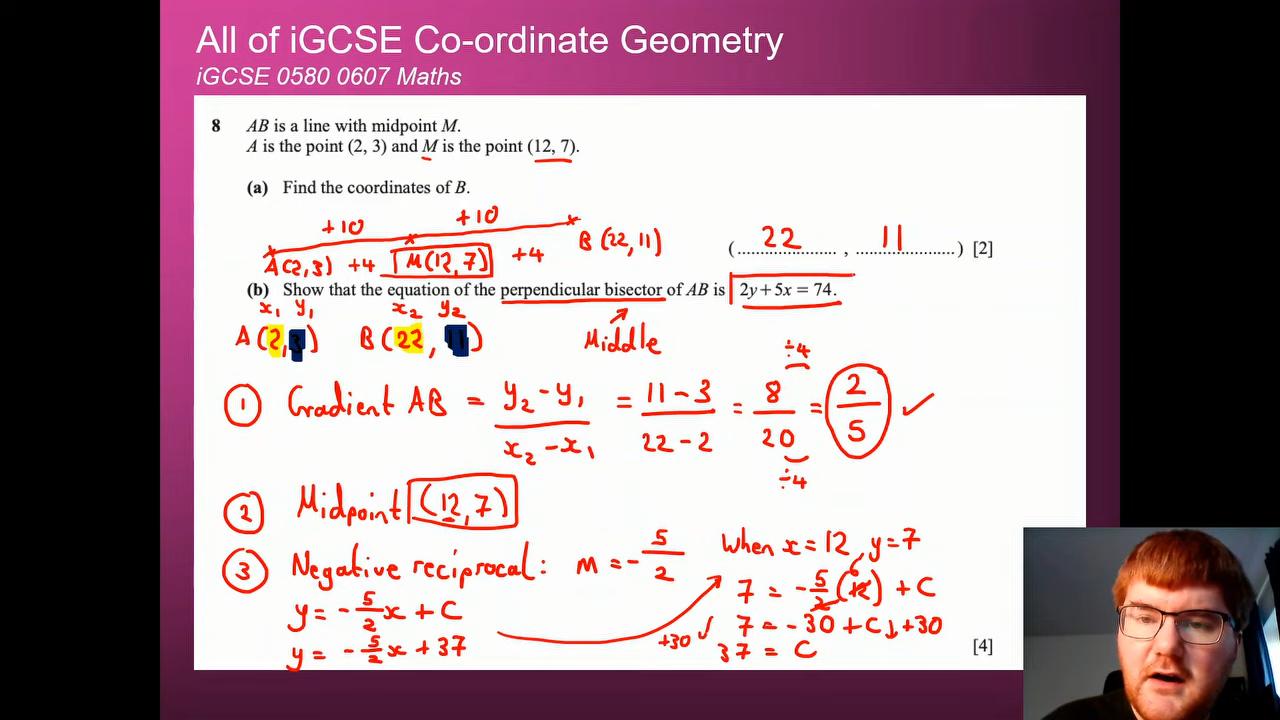 All of iGCSE Co-ordinate Geometry
iGCSE 0580 0607 Maths
8 AB is a line with midpoint M.
A is the point (2, 3) and M is the point (12, 7).
(a) Find the coordinates of B.
+10 +10
A(2,3) +4 M(12,7) +4 B(22,11)
( 22 , 11 ) [2]
(b) Show that the equation of the perpendicular bisector of AB is 2y + 5x = 74.
x₁ y₁ x₂ y₂
A(2,3) B(22, 11) Middle
÷4
① Gradient AB = y₂-y₁ / x₂-x₁ = 11-3 / 22-2 = 8/20 = 2/5 ✓
÷4
② Midpoint (12,7)
③ Negative reciprocal: m = -5/2
y = -5/2x + C
y = -5/2x + 37
When x=12, y=7
6
7 = -5/2(12) + C
+30 7 = -30 + C +30
37 = C
[4]